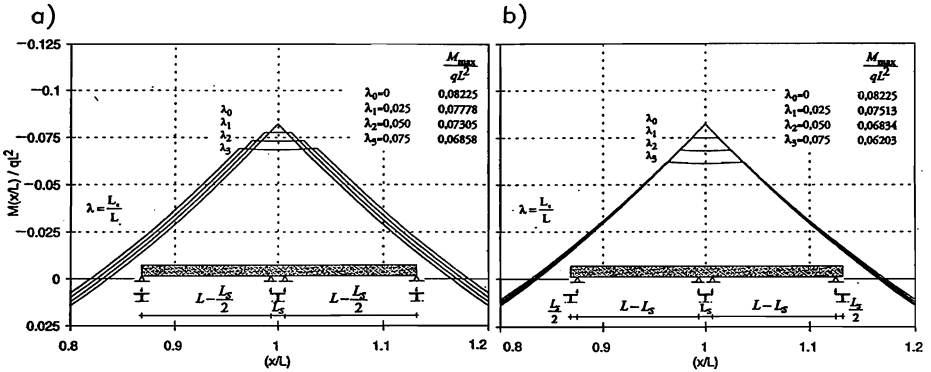 a)
−0.125
−0.1
−0.075
−0.05
−0.025
0
0.025
M(x/L) / qL²
0.8
0.9
1
1.1
1.2
(x/L)
λ₀
λ₁
λ₂
λ₃
M_max / qL²
λ₀=0 0,08225
λ₁=0,025 0,07778
λ₂=0,050 0,07305
λ₃=0,075 0,06858
λ = L_s / L
L − L_S / 2
L_S
L − L_S / 2
b)
λ₀
λ₁
λ₂
λ₃
M_max / qL²
λ₀=0 0,08225
λ₁=0,025 0,07513
λ₂=0,050 0,06834
λ₃=0,075 0,06203
λ = L_s / L
L_S / 2
L − L_S
L_S
L − L_S
L_S / 2
0.8
0.9
1
1.1
1.2
(x/L)